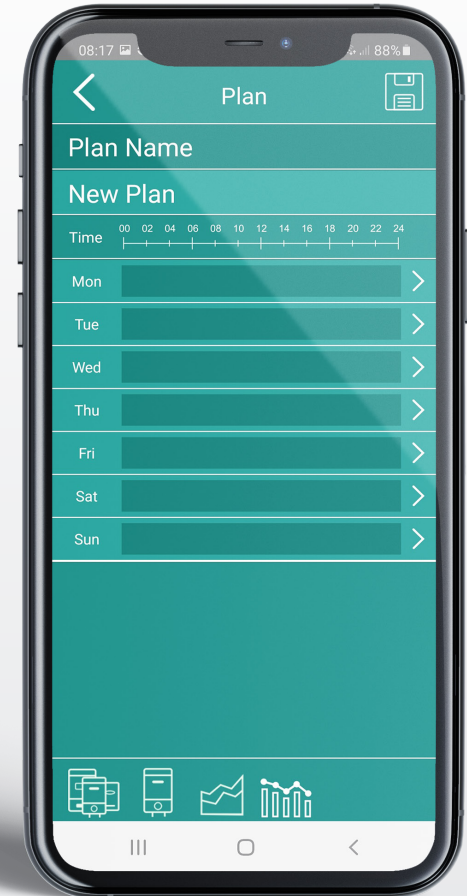 08:17 88%
Plan
Plan Name
New Plan
Time 00 02 04 06 08 10 12 14 16 18 20 22 24
Mon
Tue
Wed
Thu
Fri
Sat
Sun